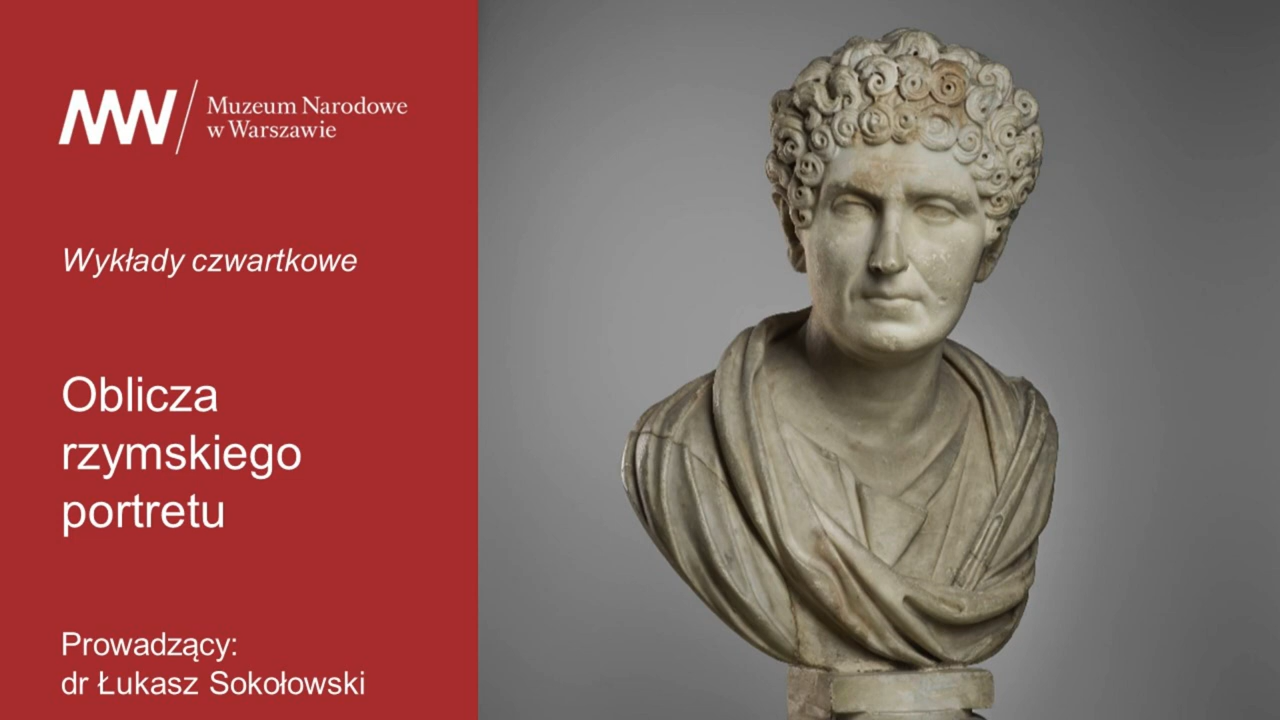 MNW
Muzeum Narodowe
w Warszawie
Wykłady czwartkowe
Oblicza
rzymskiego
portretu
Prowadzący:
dr Łukasz Sokołowski